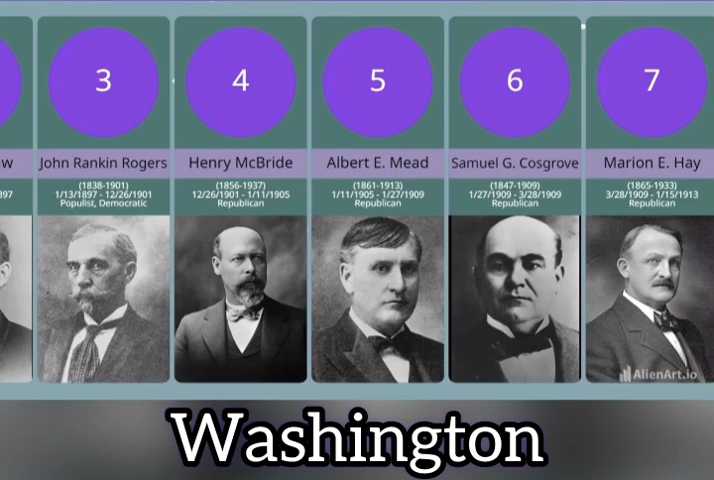 3
4
5
6
7
w
John Rankin Rogers
Henry McBride
Albert E. Mead
Samuel G. Cosgrove
Marion E. Hay
397
(1838-1901)
1/13/1897 - 12/26/1901
Populist, Democratic
(1856-1937)
12/26/1901 - 1/11/1905
Republican
(1861-1913)
1/11/1905 - 1/27/1909
Republican
(1847-1909)
1/27/1909 - 3/28/1909
Republican
(1865-1933)
3/28/1909 - 1/15/1913
Republican
AlienArt.io
Washington